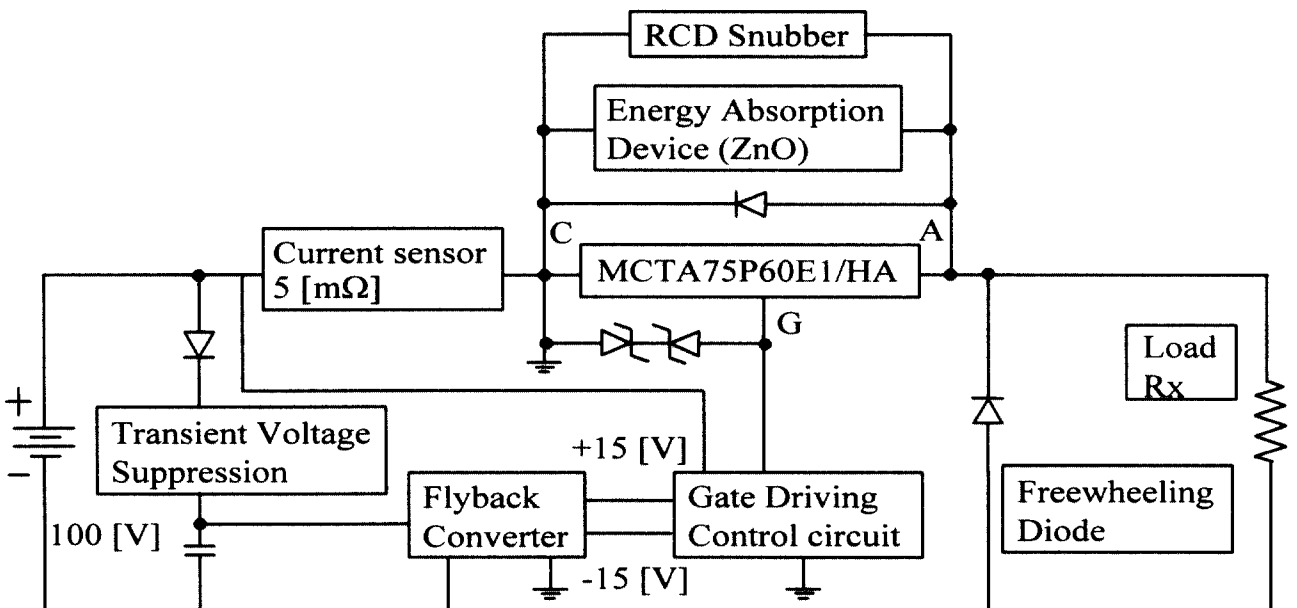 RCD Snubber
Energy Absorption
Device (ZnO)
C
A
Current sensor
5 [mΩ]
MCTA75P60E1/HA
G
Load
Rx
+
Transient Voltage
Suppression
−
+15 [V]
Flyback
Converter
Gate Driving
Control circuit
Freewheeling
Diode
100 [V]
-15 [V]